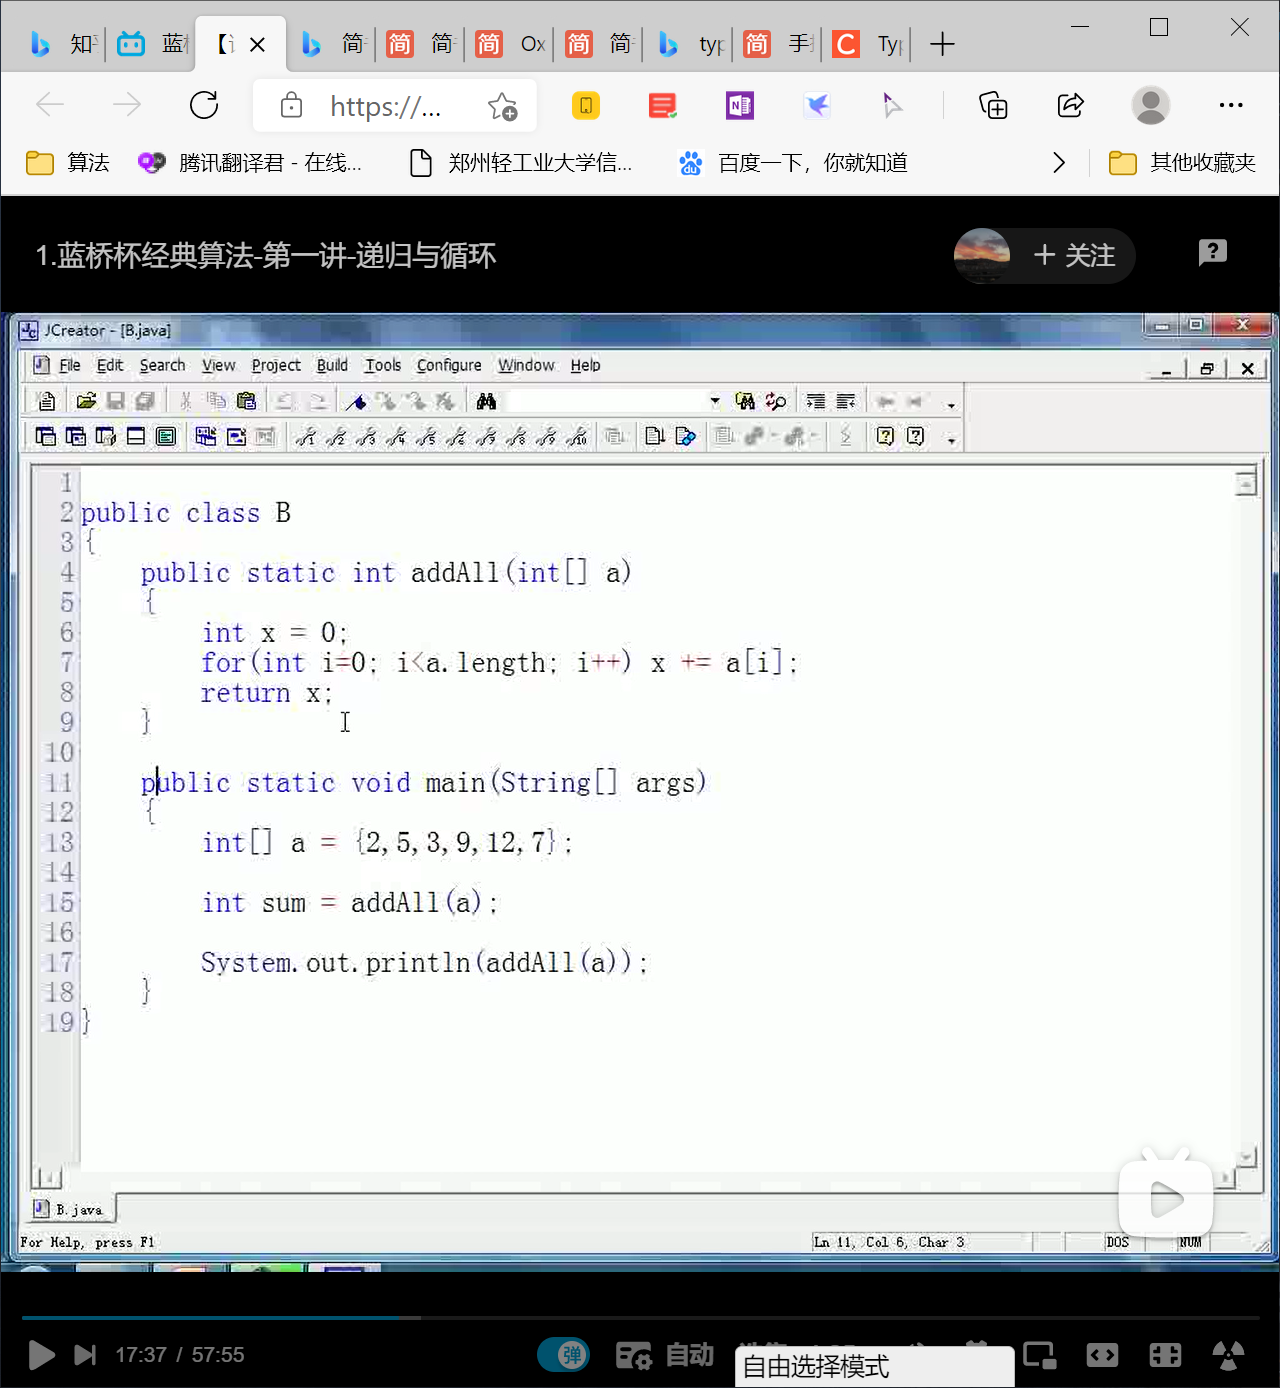 知
蓝
简
简
Ox
简
typ
手
Typ
https://...
算法
腾讯翻译君 - 在线...
郑州轻工业大学信...
百度一下，你就知道
其他收藏夹
1.蓝桥杯经典算法-第一讲-递归与循环
+ 关注
JCreator - [B.java]
File Edit Search View Project Build Tools Configure Window Help
1
2 public class B
3 {
4 public static int addAll(int[] a)
5 {
6 int x = 0;
7 for(int i=0; i<a.length; i++) x += a[i];
8 return x;
9 }
10
11 public static void main(String[] args)
12 {
13 int[] a = {2,5,3,9,12,7};
14
15 int sum = addAll(a);
16
17 System.out.println(addAll(a));
18 }
19 }
B.java
For Help, press F1
Ln 11, Col 6, Char 3
DOS
NUM
17:37 / 57:55
弹
自动
自由选择模式